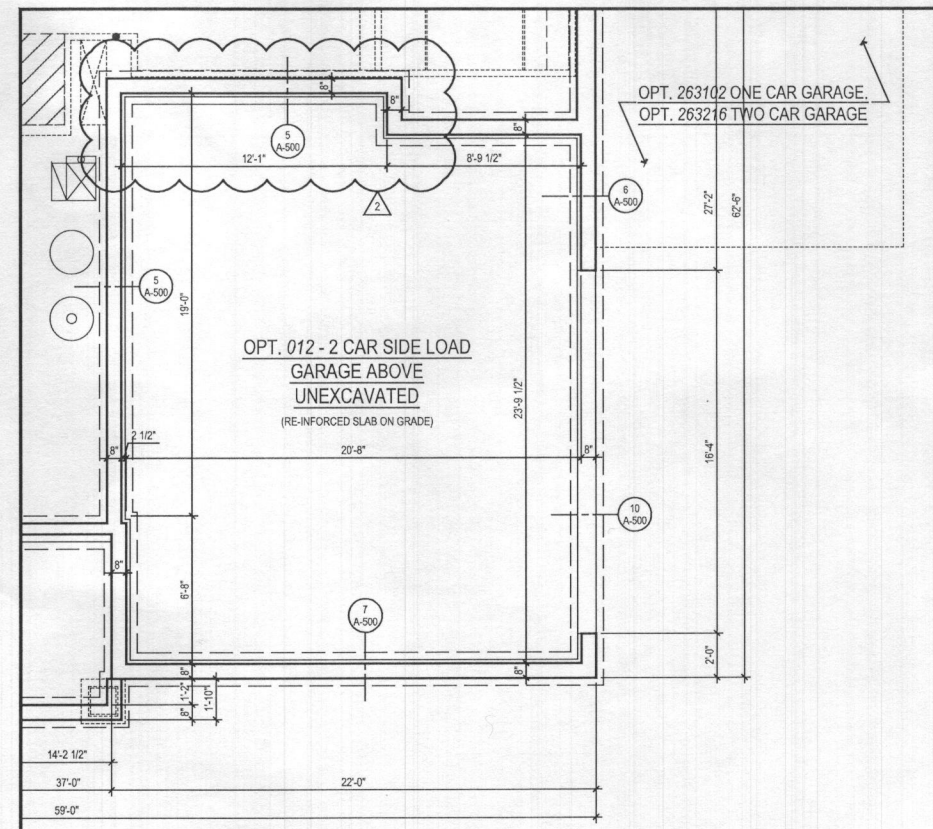 OPT. 263102 ONE CAR GARAGE,
OPT. 263216 TWO CAR GARAGE
8"
8"
8"
5
A-500
12'-1"
8'-9 1/2"
2
6
A-500
27'-2"
62'-6"
5
A-500
19'-0"
OPT. 012 - 2 CAR SIDE LOAD
GARAGE ABOVE
UNEXCAVATED
(RE-INFORCED SLAB ON GRADE)
23'-9 1/2"
2 1/2"
8"
20'-8"
8"
16'-4"
10
A-500
8"
6'-8"
7
A-500
2'-0"
8"
8"
1'-2"
1'-10"
8"
14'-2 1/2"
37'-0"
22'-0"
59'-0"